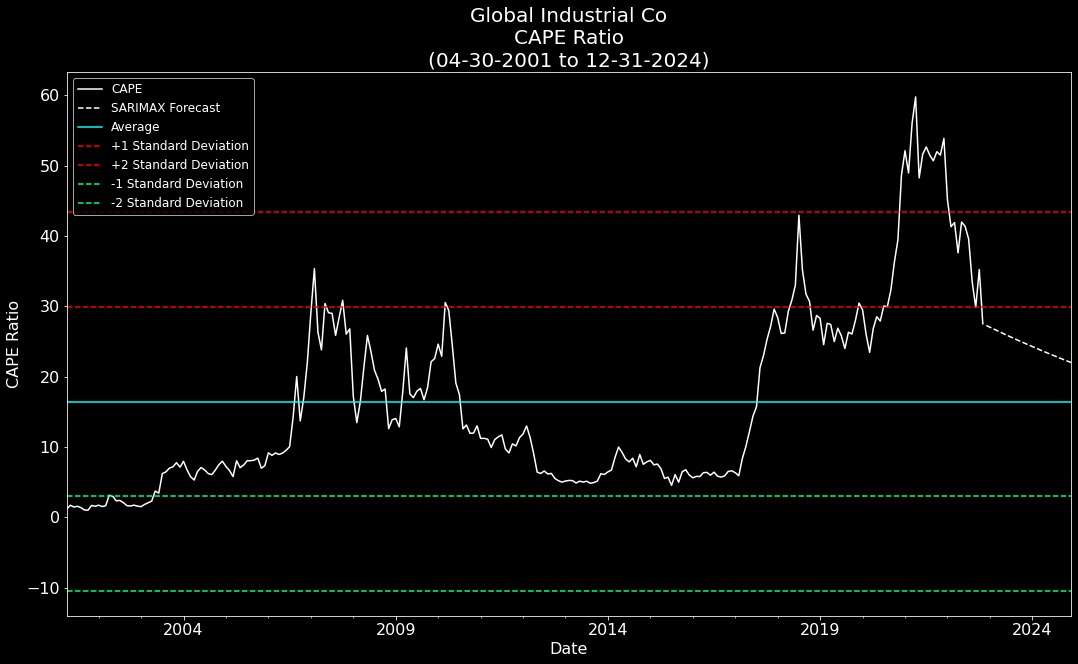 Global Industrial Co
CAPE Ratio
(04-30-2001 to 12-31-2024)
CAPE
SARIMAX Forecast
Average
+1 Standard Deviation
+2 Standard Deviation
-1 Standard Deviation
-2 Standard Deviation
CAPE Ratio
60
50
40
30
20
10
0
−10
2004
2009
2014
2019
2024
Date